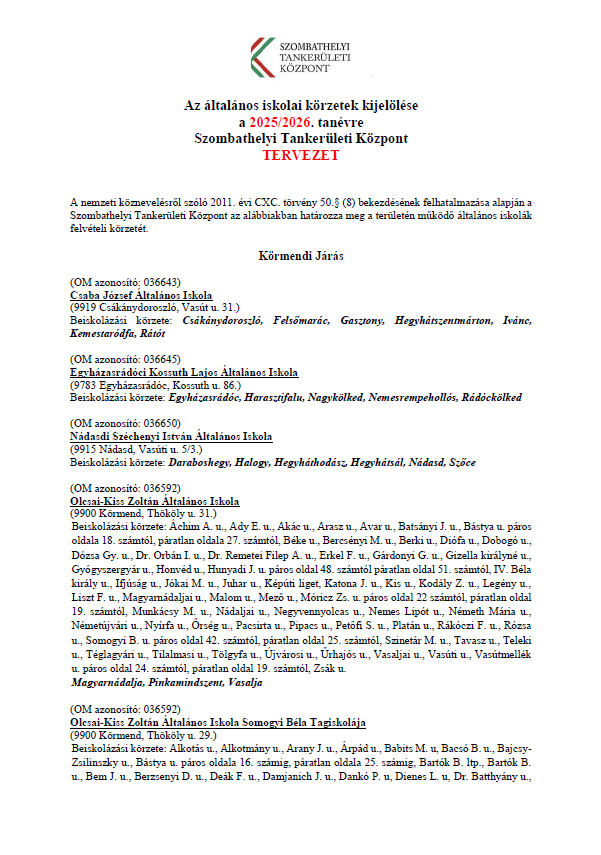 SZOMBATHELYI
TANKERÜLETI
KÖZPONT
Az általános iskolai körzetek kijelölése
a 2025/2026. tanévre
Szombathelyi Tankerületi Központ
TERVEZET
A nemzeti köznevelésről szóló 2011. évi CXC. törvény 50.§ (8) bekezdésének felhatalmazása alapján a
Szombathelyi Tankerületi Központ az alábbiakban határozza meg a területén működő általános iskolák
felvételi körzetét.
Körmendi Járás
(OM azonosító: 036643)
Csaba József Általános Iskola
(9919 Csákánydoroszló, Vasút u. 31.)
Beiskolázási körzete: Csákánydoroszló, Felsőmarác, Gasztony, Hegyhátszentmárton, Ivánc,
Kemestaródfa, Rátót
(OM azonosító: 036645)
Egyházasrádóci Kossuth Lajos Általános Iskola
(9783 Egyházasrádóc, Kossuth u. 86.)
Beiskolázási körzete: Egyházasrádóc, Harasztifalu, Nagykölked, Nemesrempehollós, Rádóckölked
(OM azonosító: 036650)
Nádasdi Széchenyi István Általános Iskola
(9915 Nádasd, Vasúti u. 5/3.)
Beiskolázási körzete: Daraboshegy, Halogy, Hegyháthodász, Hegyhátsál, Nádasd, Szőce
(OM azonosító: 036592)
Olcsai-Kiss Zoltán Általános Iskola
(9900 Körmend, Thököly u. 31.)
Beiskolázási körzete: Áchim A. u., Ady E. u., Akác u., Arasz u., Avar u., Batsányi J. u., Bástya u. páros
oldala 18. számtól, páratlan oldala 27. számtól, Béke u., Bercsényi M. u., Berki u., Diófa u., Dobogó u.,
Dózsa Gy. u., Dr. Orbán I. u., Dr. Remetei Filep A. u., Erkel F. u., Gárdonyi G. u., Gizella királyné u.,
Gyógyszergyár u., Honvéd u., Hunyadi J. u. páros oldal 48. számtól páratlan oldal 51. számtól, IV. Béla
király u., Ifjúság u., Jókai M. u., Juhar u., Képúti liget, Katona J. u., Kis u., Kodály Z. u., Legény u.,
Liszt F. u., Magyarnádaljai u., Malom u., Mező u., Móricz Zs. u. páros oldal 22 számtól, páratlan oldal
19. számtól, Munkácsy M. u., Nádaljai u., Negyvennyolcas u., Nemes Lipót u., Németh Mária u.,
Németújvári u., Nyírfa u., Őrség u., Pacsirta u., Pipacs u., Petőfi S. u., Platán u., Rákóczi F. u., Rózsa
u., Somogyi B. u. páros oldal 42. számtól, páratlan oldal 25. számtól, Szinetár M. u., Tavasz u., Teleki
u., Téglagyári u., Tilalmasi u., Tölgyfa u., Újvárosi u., Űrhajós u., Vasaljai u., Vasúti u., Vasútmellék
u. páros oldal 24. számtól, páratlan oldal 19. számtól, Zsák u.
Magyarnádalja, Pinkamindszent, Vasalja
(OM azonosító: 036592)
Olcsai-Kiss Zoltán Általános Iskola Somogyi Béla Tagiskolája
(9900 Körmend, Thököly u. 29.)
Beiskolázási körzete: Alkotás u., Alkotmány u., Arany J. u., Árpád u., Babits M. u, Bacsó B. u., Bajcsy-
Zsilinszky u., Bástya u. páros oldala 16. számig, páratlan oldala 25. számig, Bartók B. ltp., Bartók B.
u., Bem J. u., Berzsenyi D. u., Deák F. u., Damjanich J. u., Dankó P. u, Dienes L. u, Dr. Batthyány u.,